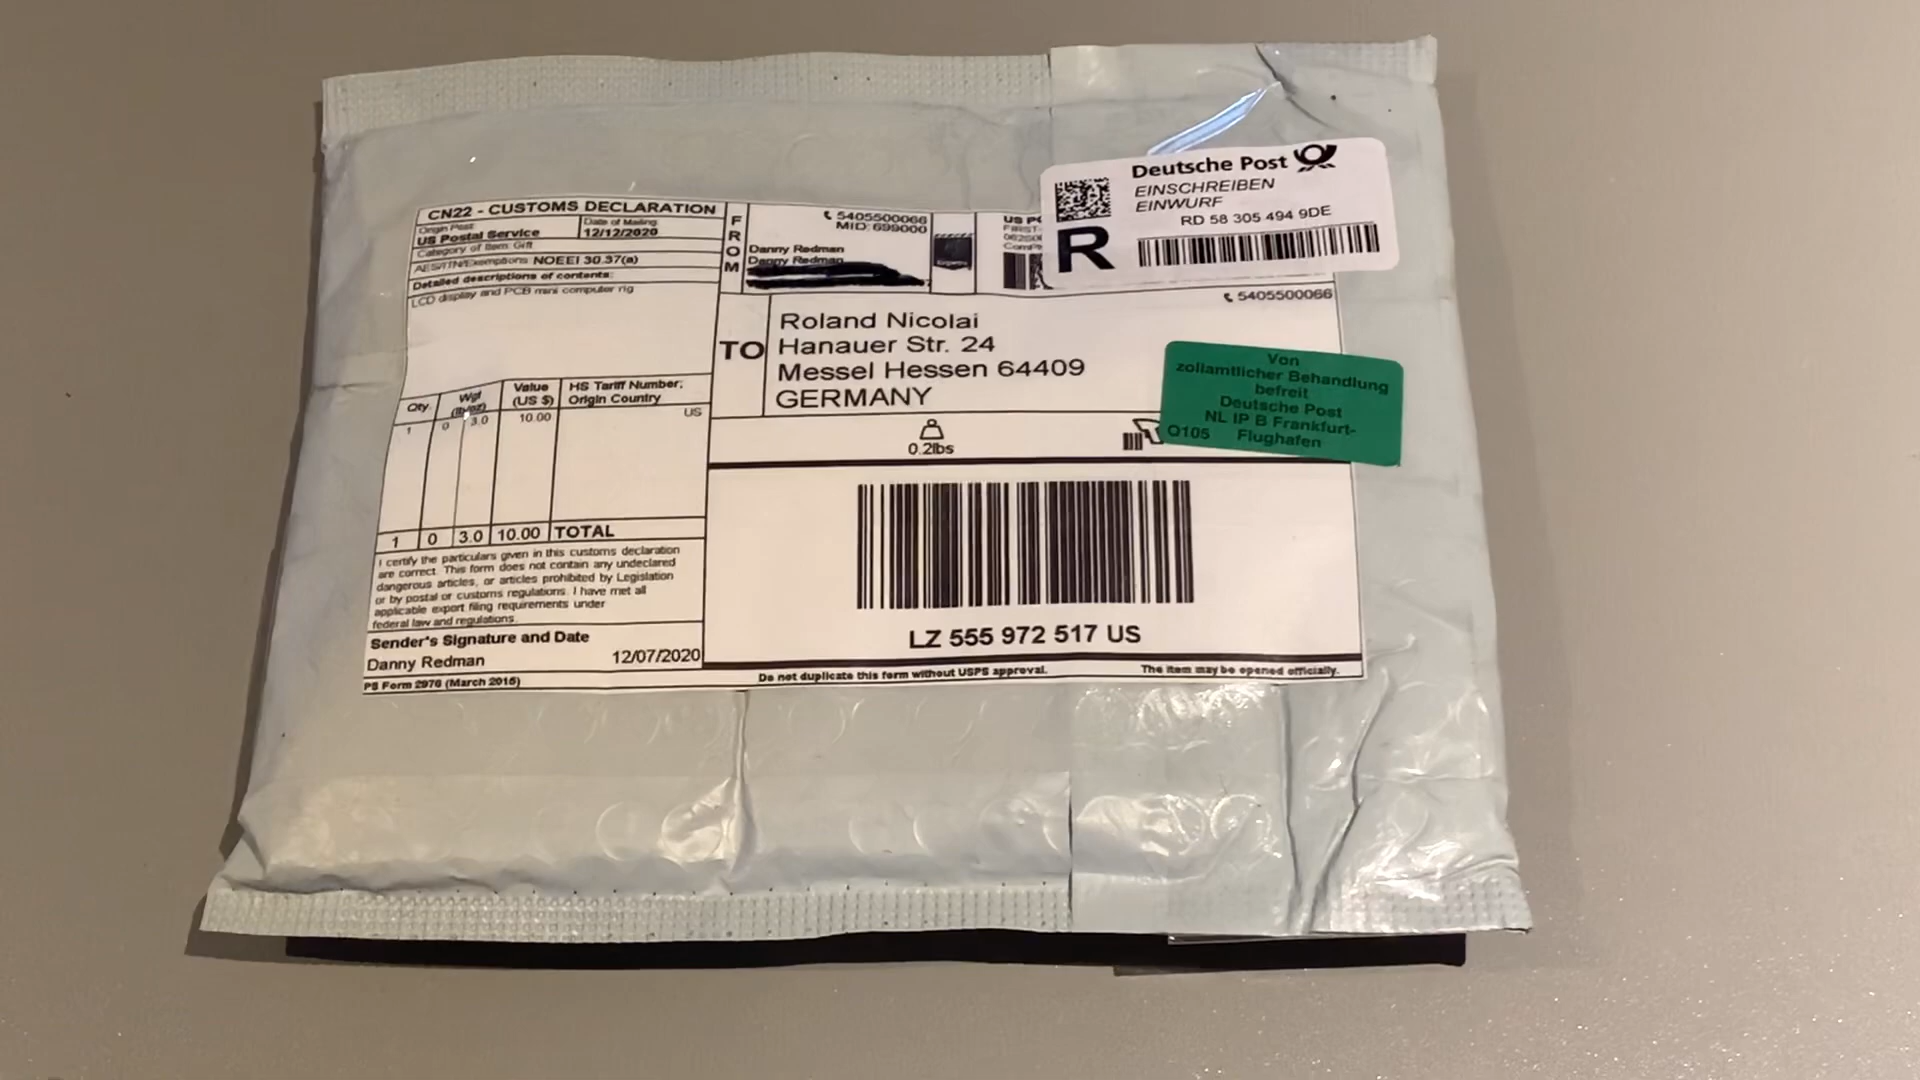 CN22 - CUSTOMS DECLARATION
Origin Post
US Postal Service
Date of Mailing
12/12/2020
Category of Item: Gift
AES/ITN/Exemptions NOEEI 30.37(a)
Detailed descriptions of contents:
LCD display and PCB mini computer rig
Qty
Wgt
(lb/oz)
Value
(US $)
HS Tariff Number:
Origin Country
1 0 3.0 10.00 US
1 0 3.0 10.00 TOTAL
I certify the particulars given in this customs declaration
are correct. This form does not contain any undeclared
dangerous articles, or articles prohibited by Legislation
or by postal or customs regulations. I have met all
applicable export filing requirements under
federal law and regulations.
Sender's Signature and Date
Danny Redman 12/07/2020
PS Form 2976 (March 2015)
FROM
5405500066
MID: 699000
Danny Redman
Danny Redman
US PO
FIRST-
Deutsche Post
EINSCHREIBEN
EINWURF
RD 58 305 494 9DE
R
5405500066
TO
Roland Nicolai
Hanauer Str. 24
Messel Hessen 64409
GERMANY
Von
zollamtlicher Behandlung
befreit
Deutsche Post
NL IP B Frankfurt-
O105 Flughafen
0.2lbs
LZ 555 972 517 US
Do not duplicate this form without USPS approval.
The item may be opened officially.